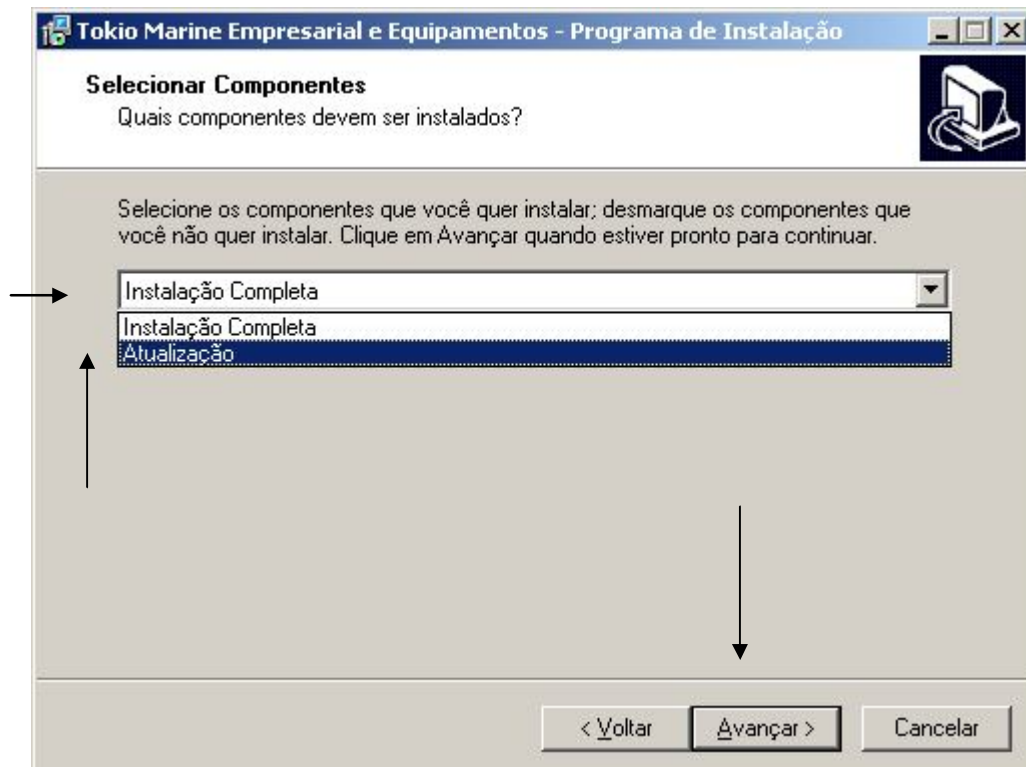 Tokio Marine Empresarial e Equipamentos - Programa de Instalação
Selecionar Componentes
Quais componentes devem ser instalados?
Selecione os componentes que você quer instalar; desmarque os componentes que
você não quer instalar. Clique em Avançar quando estiver pronto para continuar.
Instalação Completa
Instalação Completa
Atualização
< Voltar Avançar > Cancelar